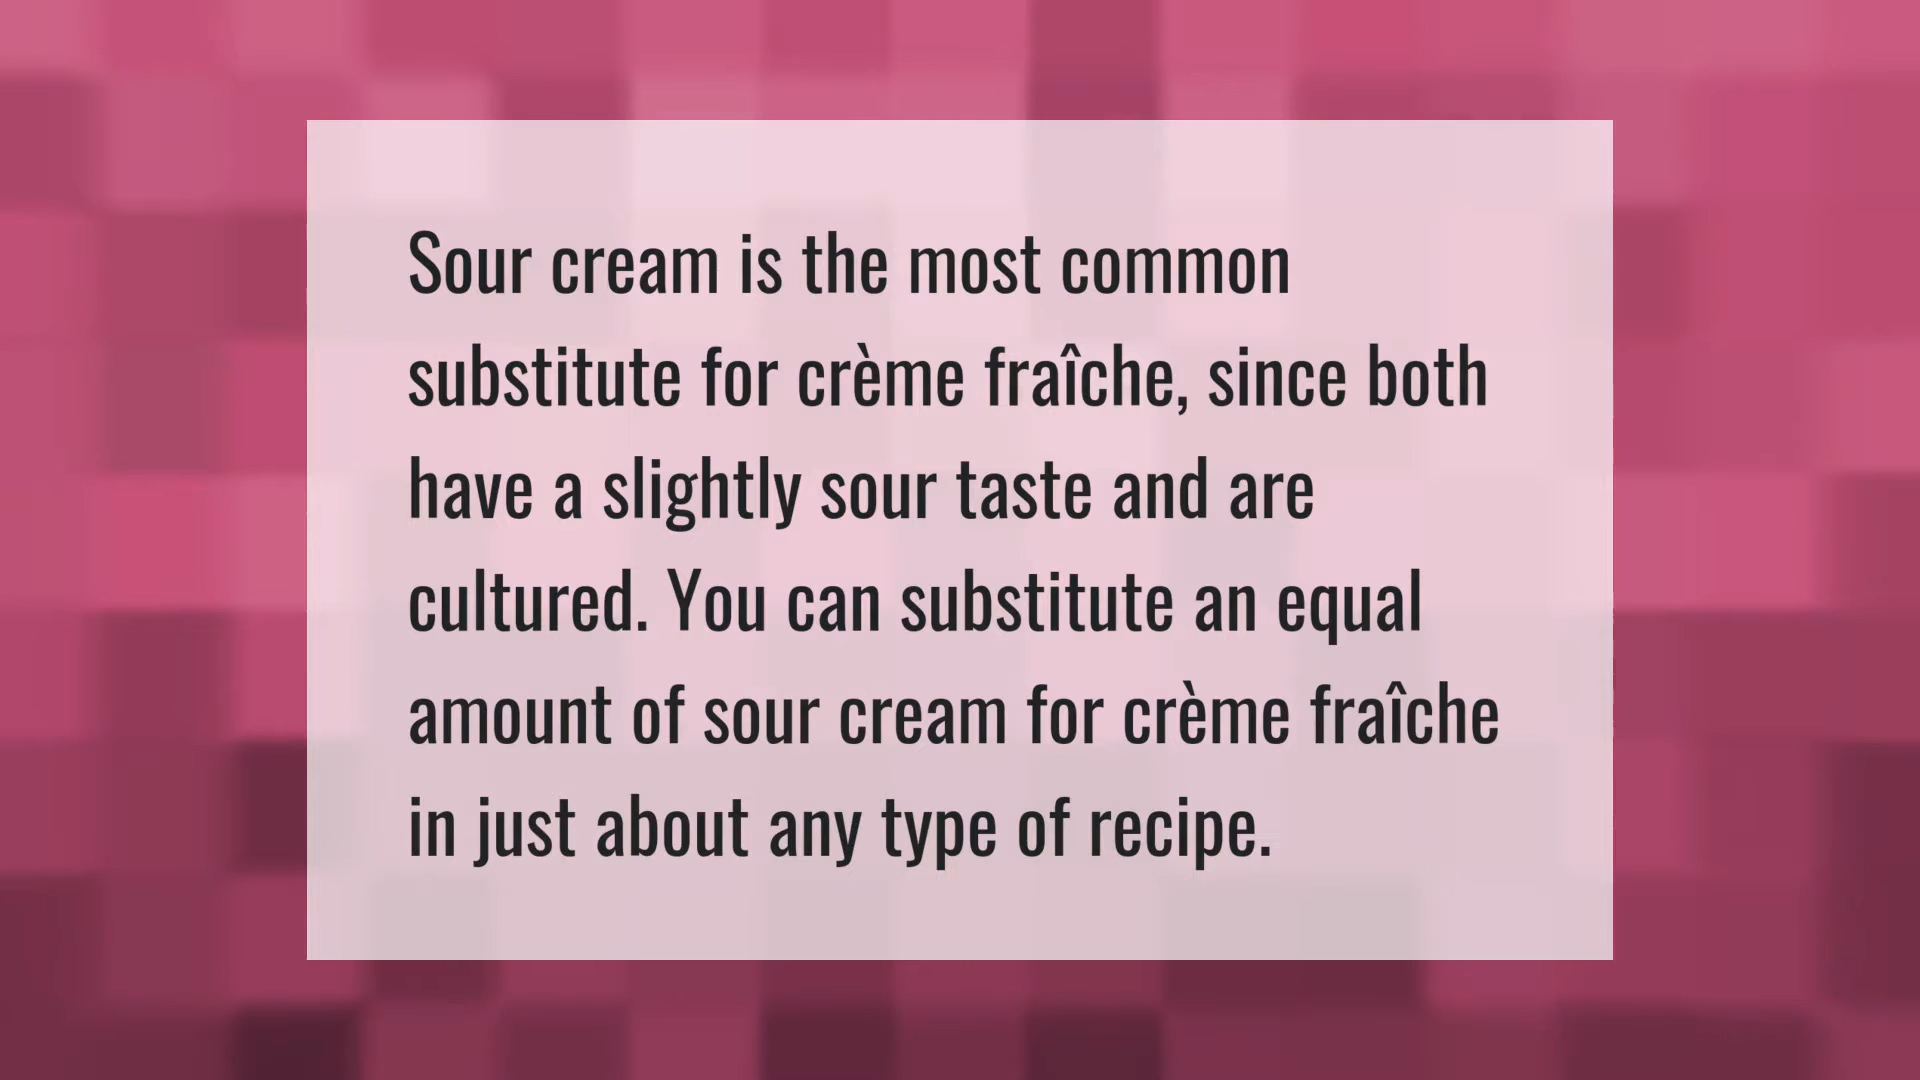 Sour cream is the most common
substitute for crème fraîche, since both
have a slightly sour taste and are
cultured. You can substitute an equal
amount of sour cream for crème fraîche
in just about any type of recipe.